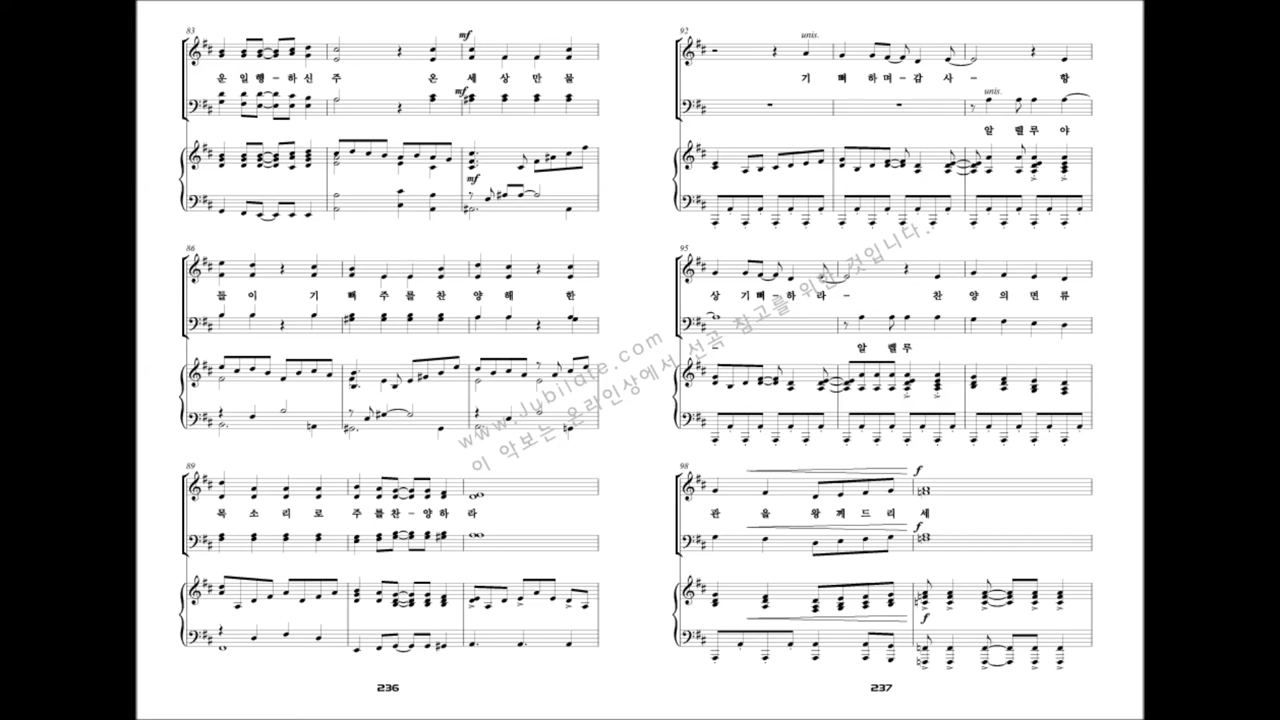 83
mf
운 일 행 - 하 신 주 온 세 상 만 물
mf
mf
86
들 이 기 뻐 주 를 찬 양 해 한
89
목 소 리 로 주 를 찬 - 양 하 라
236
92
unis.
기 뻐 하 며 - 감 사 - 함
unis.
알 렐 루 야
95
상 기 뻐 - 하 라 - 찬 양 의 면 류
알 렐 루
98
f
관 을 왕 께 드 리 세
f
f
237
www.Jubilate.com
이 악보는 온라인상에서 선곡 참고를 위한 것입니다..